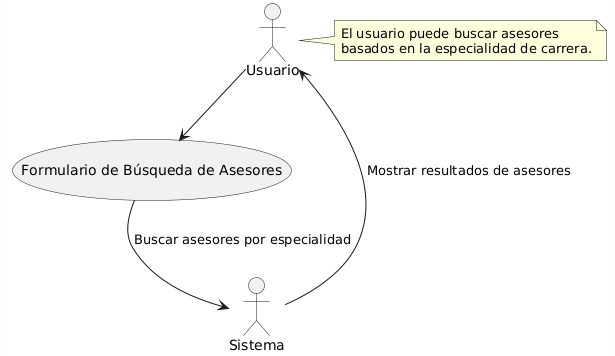 El usuario puede buscar asesores
basados en la especialidad de carrera.
Usuario
Formulario de Búsqueda de Asesores
Mostrar resultados de asesores
Buscar asesores por especialidad
Sistema